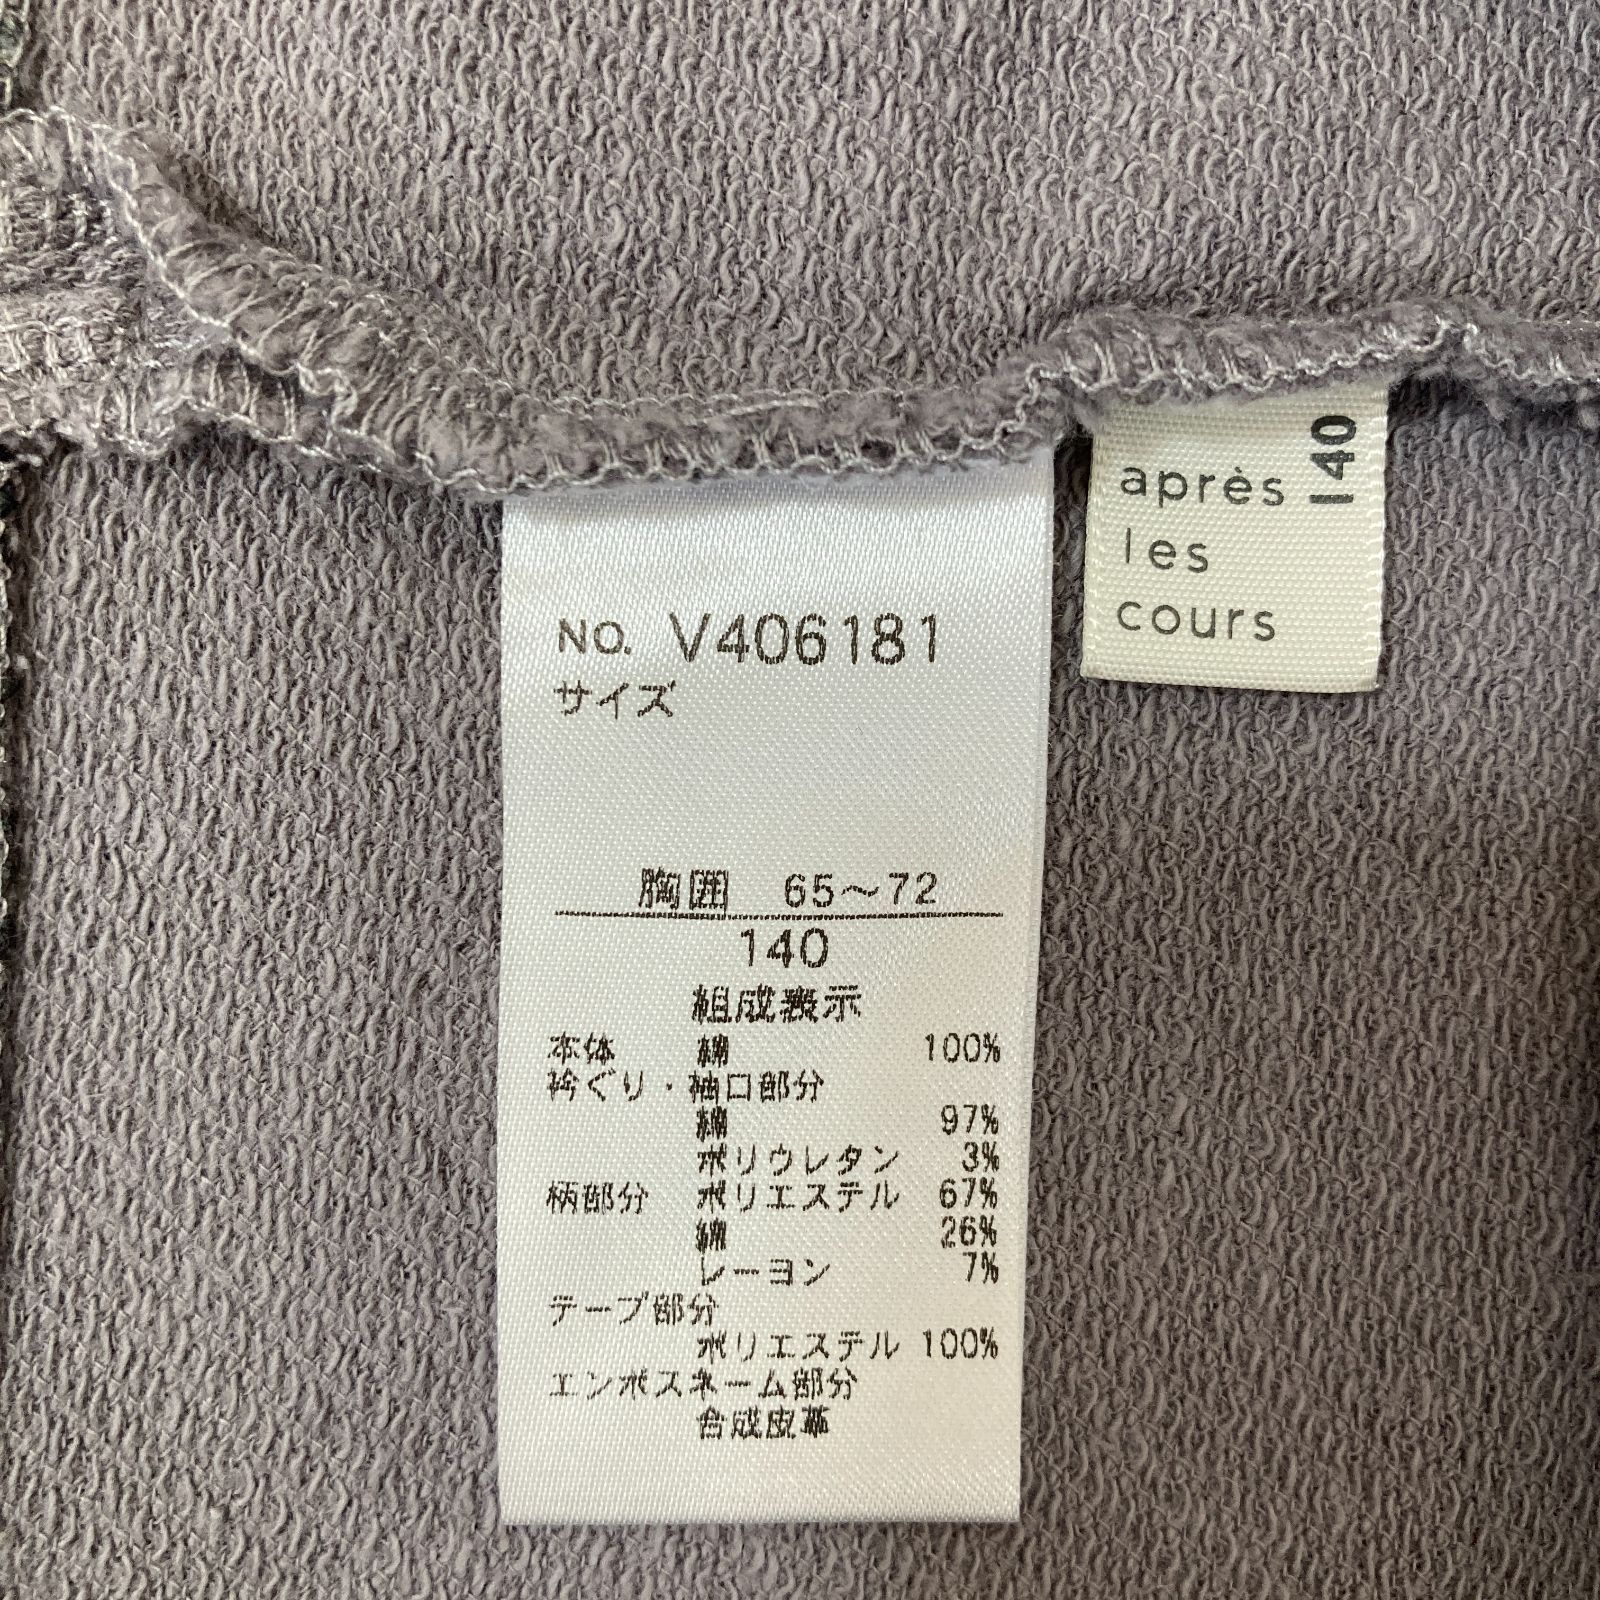 NO. V406181
サイズ
胸囲 65～72
140
組成表示
本体 綿 100%
衿ぐり・袖口部分
綿 97%
ポリウレタン 3%
柄部分 ポリエステル 67%
綿 26%
レーヨン 7%
テープ部分
ポリエステル 100%
エンボスネーム部分
合成皮革
après
les
cours
140